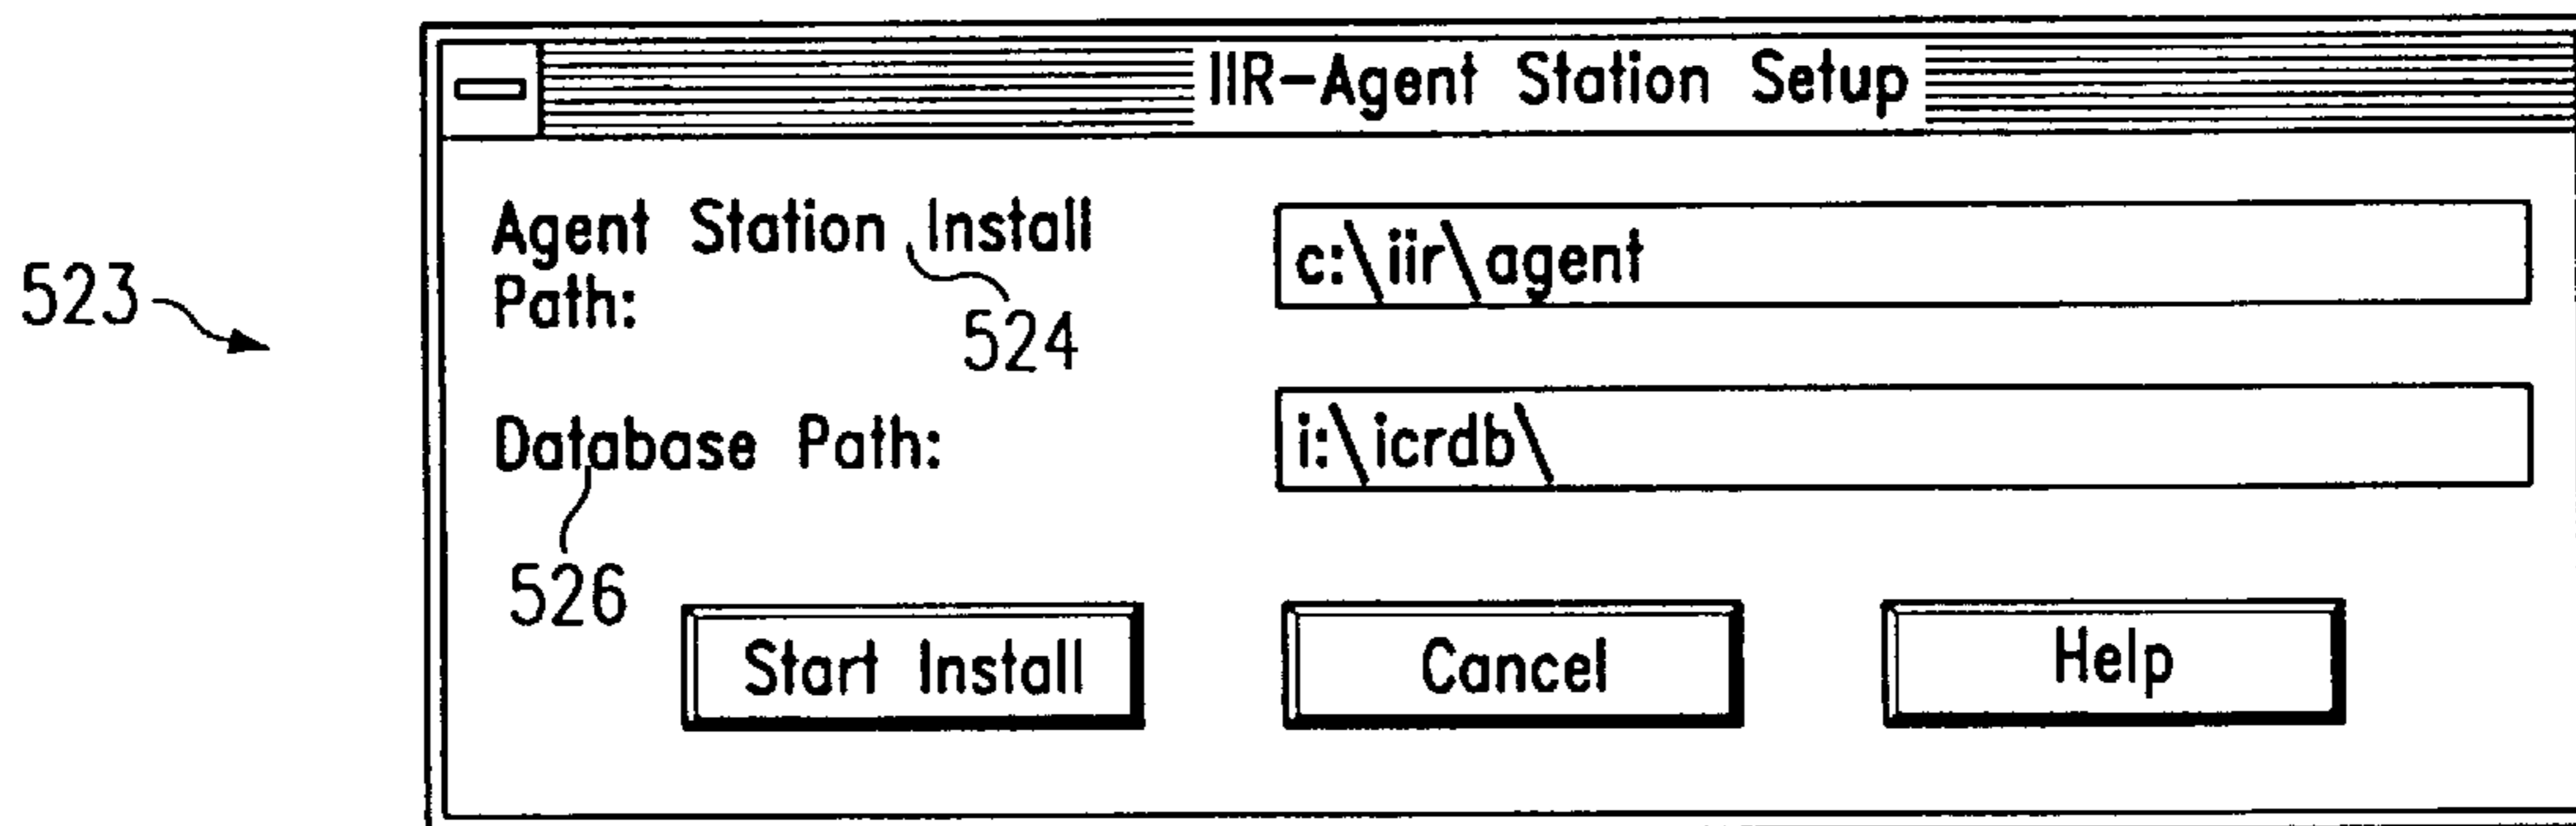 IIR-Agent Station Setup
Agent Station Install
Path:
c:\iir\agent
523
524
Database Path:
i:\icrdb\
526
Start Install
Cancel
Help